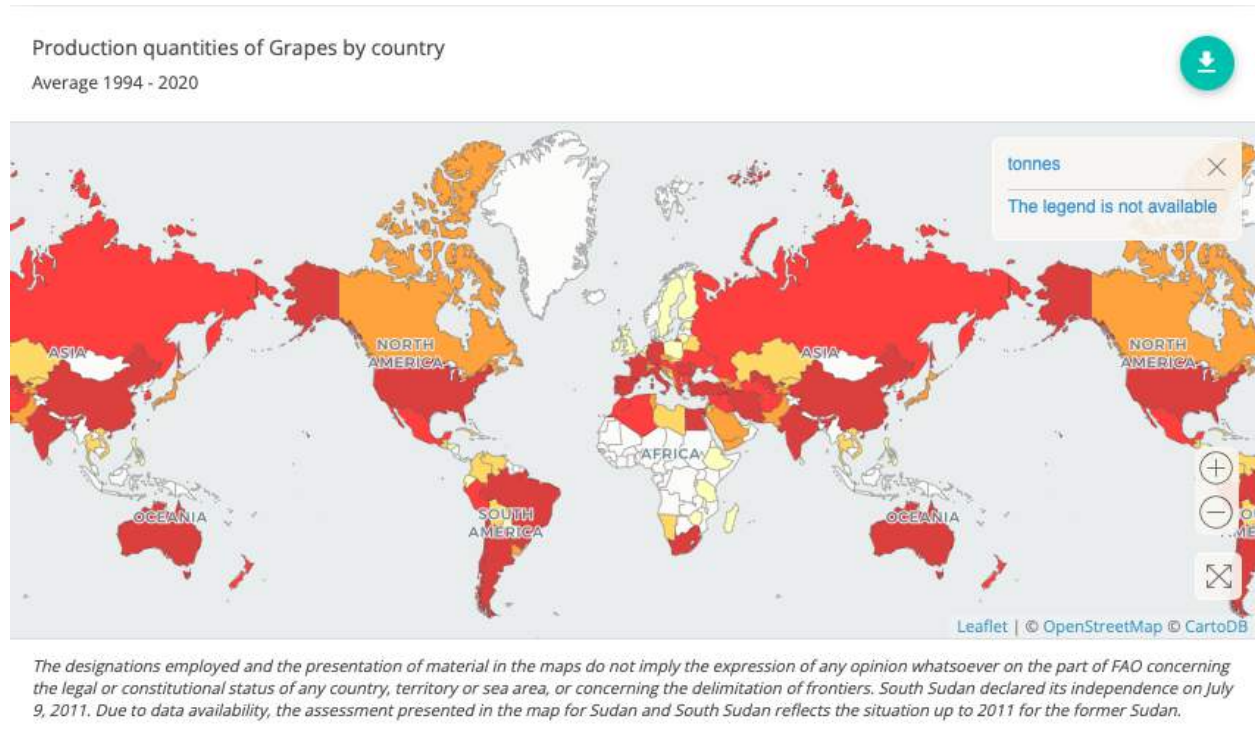 Production quantities of Grapes by country
Average 1994 - 2020
tonnes
The legend is not available
NORTH
AMERICA
NORTH
AMERICA
ASIA
ASIA
AFRICA
OCEANIA
SOUTH
AMERICA
OCEANIA
O
ME
Leaflet | © OpenStreetMap © CartoDB
The designations employed and the presentation of material in the maps do not imply the expression of any opinion whatsoever on the part of FAO concerning
the legal or constitutional status of any country, territory or sea area, or concerning the delimitation of frontiers. South Sudan declared its independence on July
9, 2011. Due to data availability, the assessment presented in the map for Sudan and South Sudan reflects the situation up to 2011 for the former Sudan.